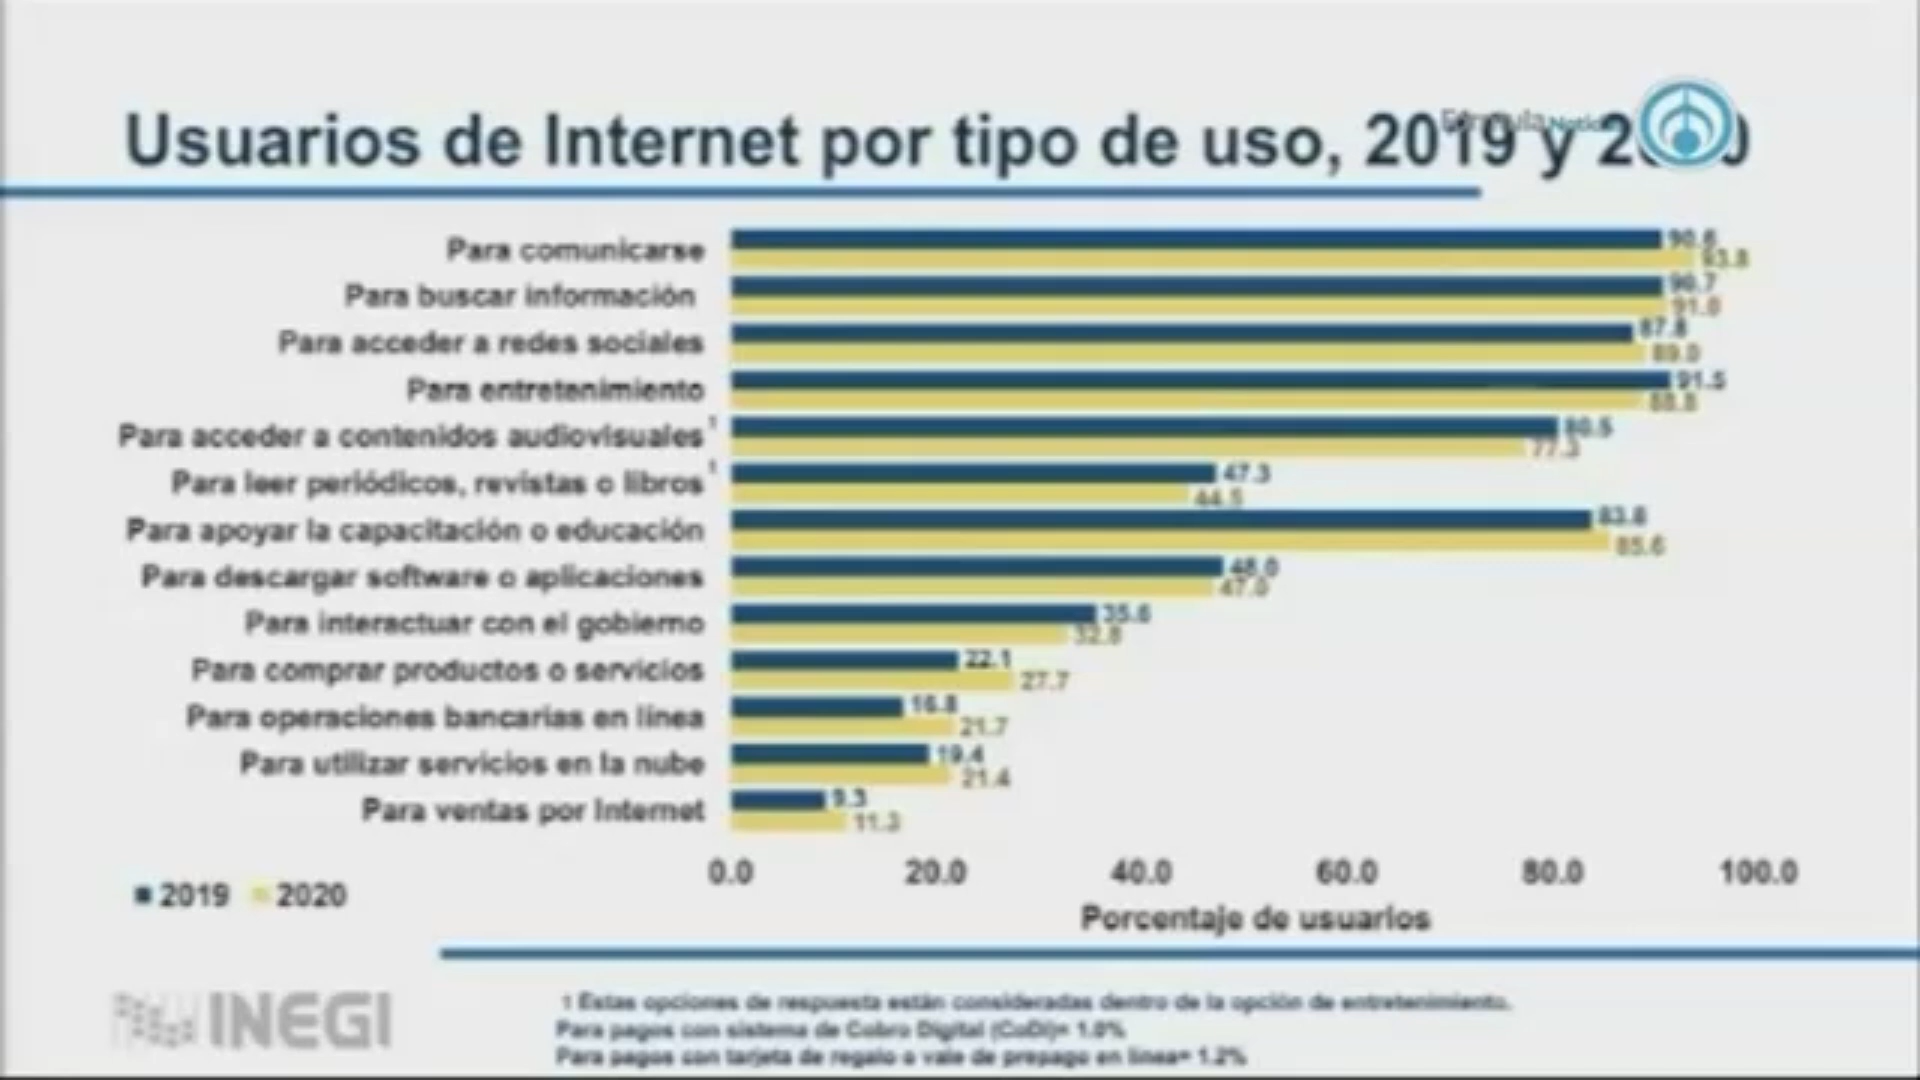 Usuarios de Internet por tipo de uso, 2019 y
Para comunicarse 90.6
93.8
Para buscar información 90.7
91.0
Para acceder a redes sociales 87.8
89.0
Para entretenimiento 91.5
88.8
Para acceder a contenidos audiovisuales 1 80.5
77.3
Para leer periódicos, revistas o libros 1 47.3
44.5
Para apoyar la capacitación o educación 83.8
85.6
Para descargar software o aplicaciones 48.0
47.0
Para interactuar con el gobierno 35.6
32.8
Para comprar productos o servicios 22.1
27.7
Para operaciones bancarias en línea 16.8
21.7
Para utilizar servicios en la nube 19.4
21.4
Para ventas por Internet 9.3
11.3
0.0 20.0 40.0 60.0 80.0 100.0
2019 2020
Porcentaje de usuarios
INEGI
1 Estas opciones de respuesta están consideradas dentro de la opción de entretenimiento.
Para pagos con sistema de Cobro Digital (CoDi)= 1.0%
Para pagos con tarjeta de regalo o vale de prepago en línea= 1.2%